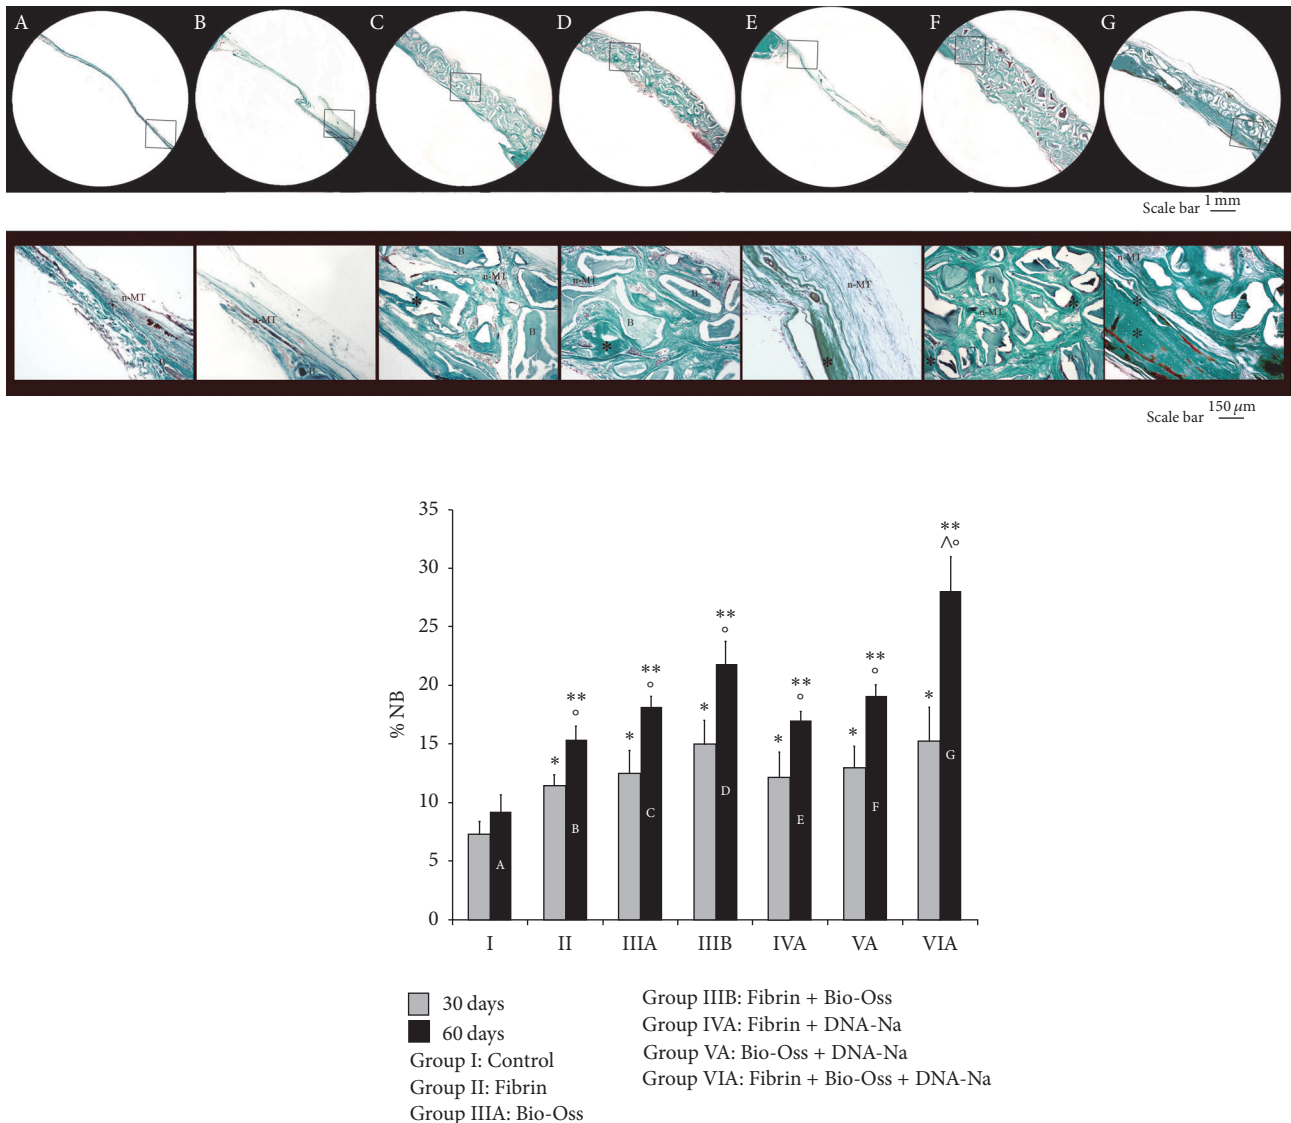 A B C D E F G
Scale bar 1 mm
n-MT B n-MT B B n-MT * B n-MT B B * n-MT * n-MT B * * n-MT * * B
Scale bar 150 µm
35
30
25
20
15
10
5
0
% NB
* ** ° * ** ° * ** ° * ** ° * ** ° * ** ^°
A B C D E F G
I II IIIA IIIB IVA VA VIA
30 days
60 days
Group I: Control
Group II: Fibrin
Group IIIA: Bio-Oss
Group IIIB: Fibrin + Bio-Oss
Group IVA: Fibrin + DNA-Na
Group VA: Bio-Oss + DNA-Na
Group VIA: Fibrin + Bio-Oss + DNA-Na